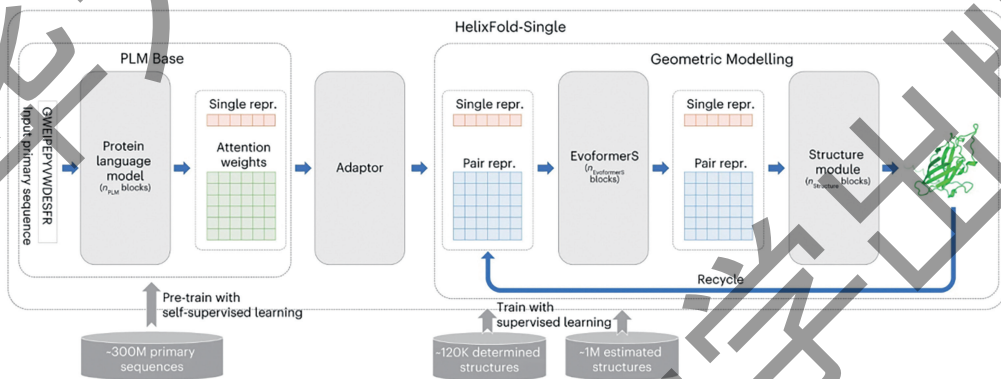 HelixFold-Single
PLM Base
Input primary sequence
GWEIPEPYVWDESFR
Protein
language
model
(nPLM blocks)
Single repr.
Attention
weights
Adaptor
Geometric Modelling
Single repr.
Pair repr.
EvoformerS
(nEvoformerS
blocks)
Single repr.
Pair repr.
Structure
module
(nStructure blocks)
Recycle
Pre-train with
self-supervised learning
~300M primary
sequences
Train with
supervised learning
~120K determined
structures
~1M estimated
structures